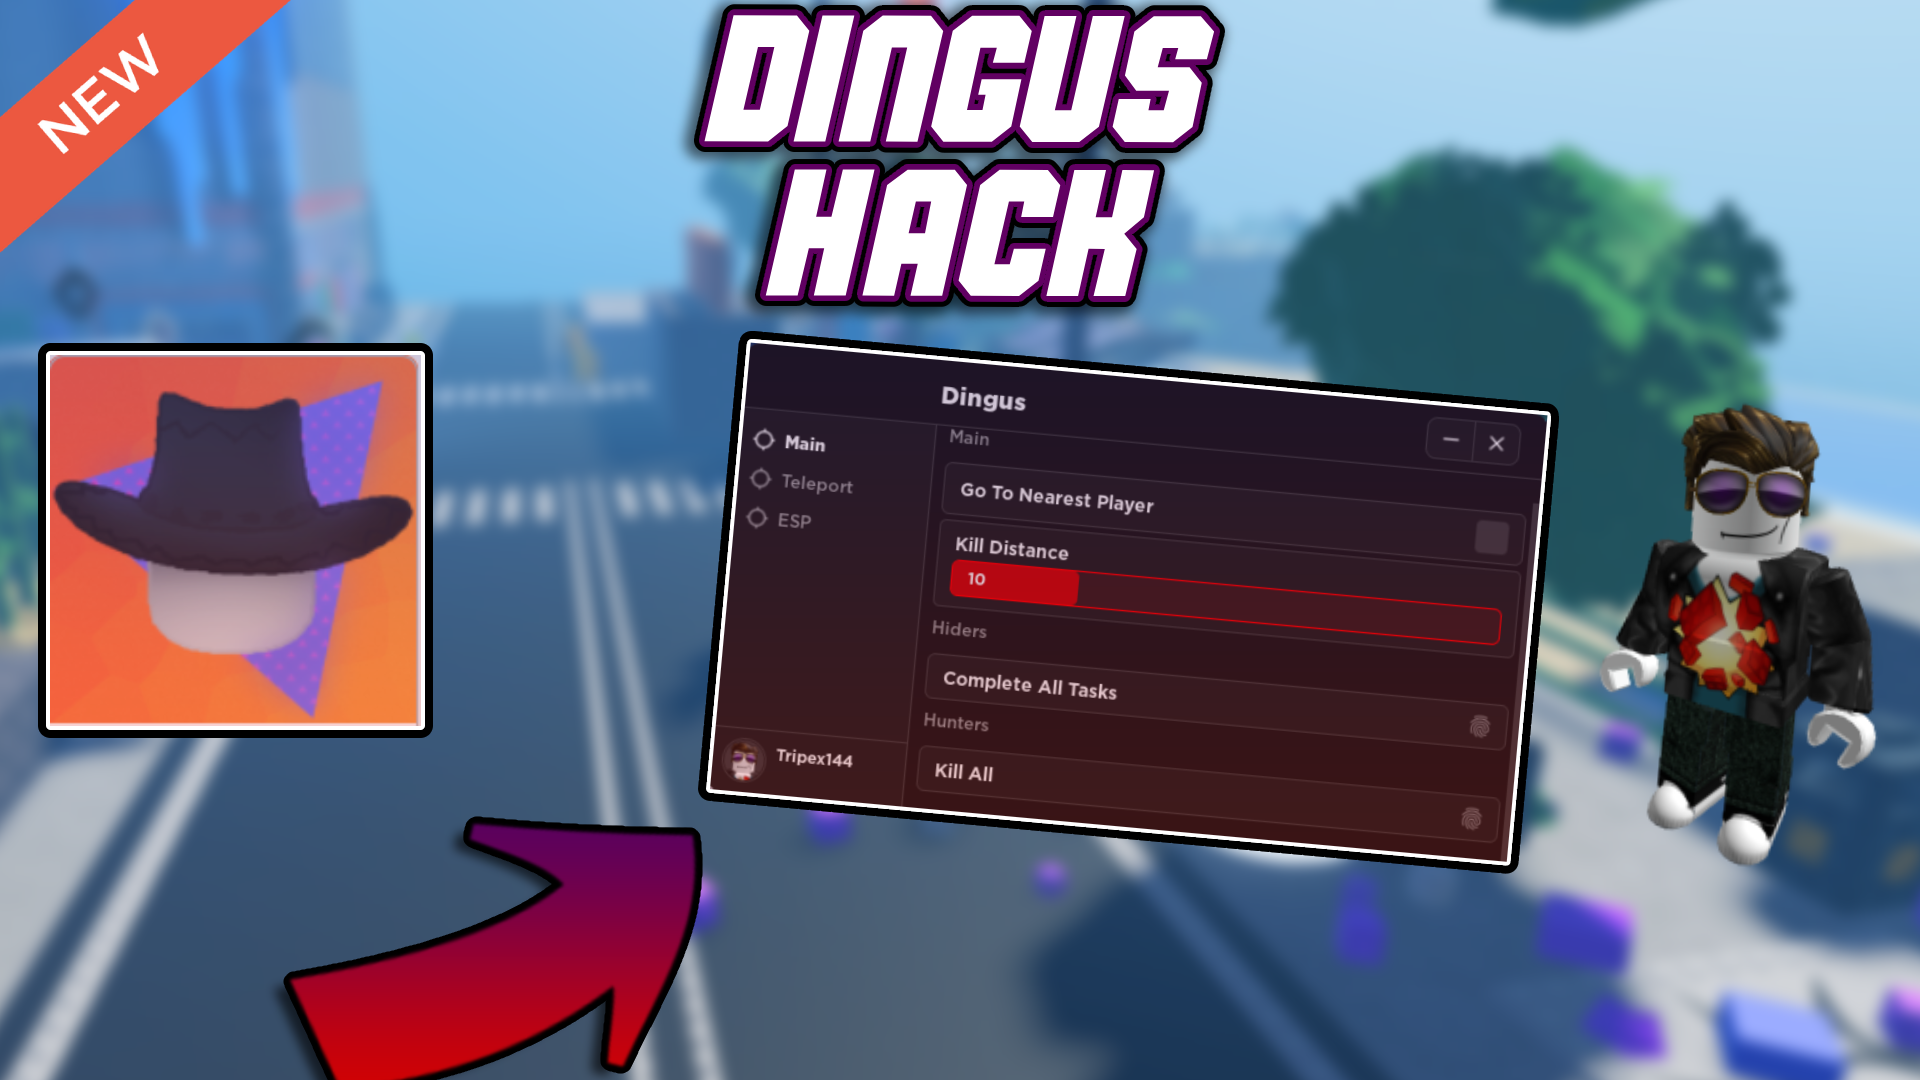 NEW
DINGUS
HACK
Dingus
Main
Teleport
ESP
Tripex144
Main
Go To Nearest Player
Kill Distance
10
Hiders
Complete All Tasks
Hunters
Kill All